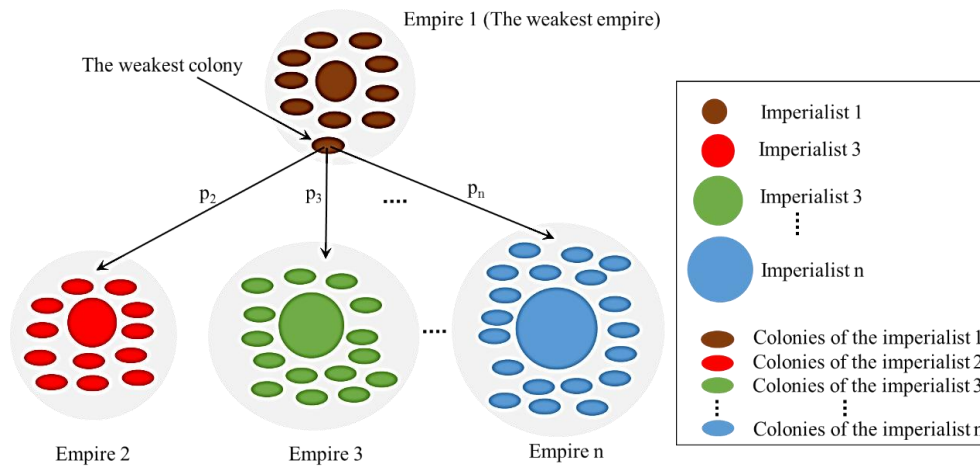 Empire 1 (The weakest empire)
The weakest colony
p2
p3
....
pn
....
Empire 2
Empire 3
Empire n
Imperialist 1
Imperialist 3
Imperialist 3
Imperialist n
Colonies of the imperialist 1
Colonies of the imperialist 2
Colonies of the imperialist 3
Colonies of the imperialist n